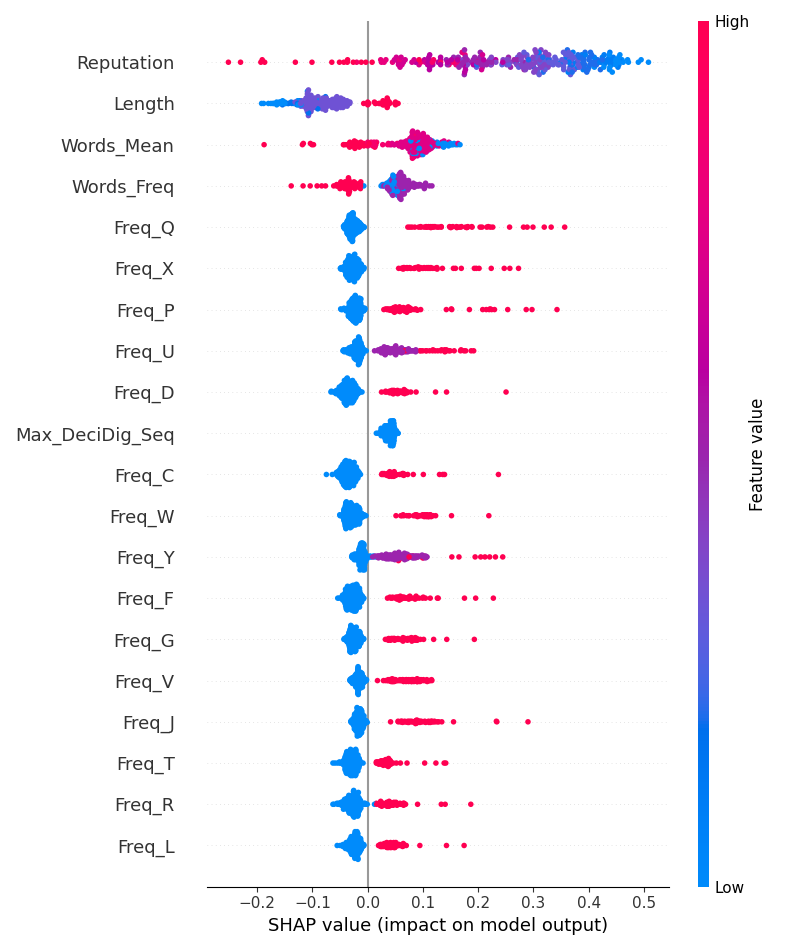 High
Reputation
Length
Words_Mean
Words_Freq
Freq_Q
Freq_X
Freq_P
Freq_U
Freq_D
Max_DeciDig_Seq
Freq_C
Freq_W
Freq_Y
Freq_F
Freq_G
Freq_V
Freq_J
Freq_T
Freq_R
Freq_L
Feature value
Low
−0.2 −0.1 0.0 0.1 0.2 0.3 0.4 0.5
SHAP value (impact on model output)